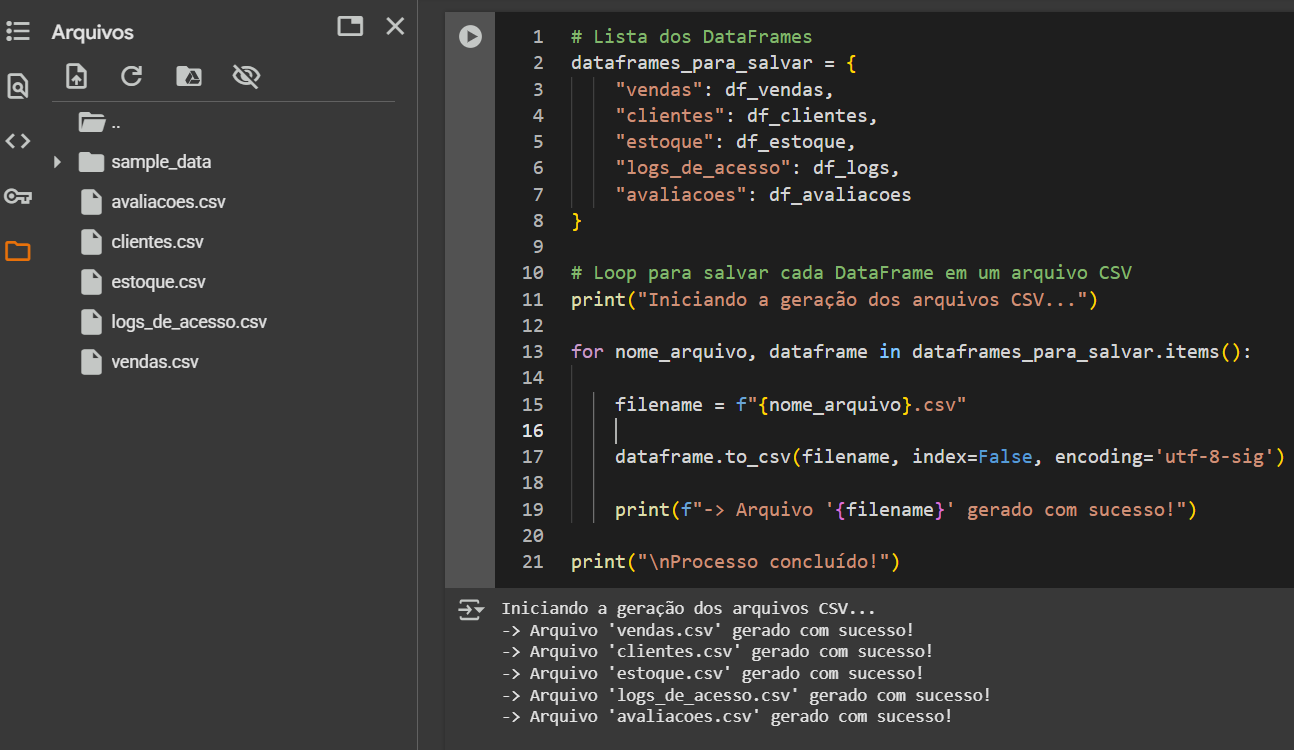 Arquivos
..
sample_data
avaliacoes.csv
clientes.csv
estoque.csv
logs_de_acesso.csv
vendas.csv
1 # Lista dos DataFrames
2 dataframes_para_salvar = {
3     "vendas": df_vendas,
4     "clientes": df_clientes,
5     "estoque": df_estoque,
6     "logs_de_acesso": df_logs,
7     "avaliacoes": df_avaliacoes
8 }
9
10 # Loop para salvar cada DataFrame em um arquivo CSV
11 print("Iniciando a geração dos arquivos CSV...")
12
13 for nome_arquivo, dataframe in dataframes_para_salvar.items():
14
15     filename = f"{nome_arquivo}.csv"
16
17     dataframe.to_csv(filename, index=False, encoding='utf-8-sig')
18
19     print(f"-> Arquivo '{filename}' gerado com sucesso!")
20
21 print("\nProcesso concluído!")
Iniciando a geração dos arquivos CSV...
-> Arquivo 'vendas.csv' gerado com sucesso!
-> Arquivo 'clientes.csv' gerado com sucesso!
-> Arquivo 'estoque.csv' gerado com sucesso!
-> Arquivo 'logs_de_acesso.csv' gerado com sucesso!
-> Arquivo 'avaliacoes.csv' gerado com sucesso!